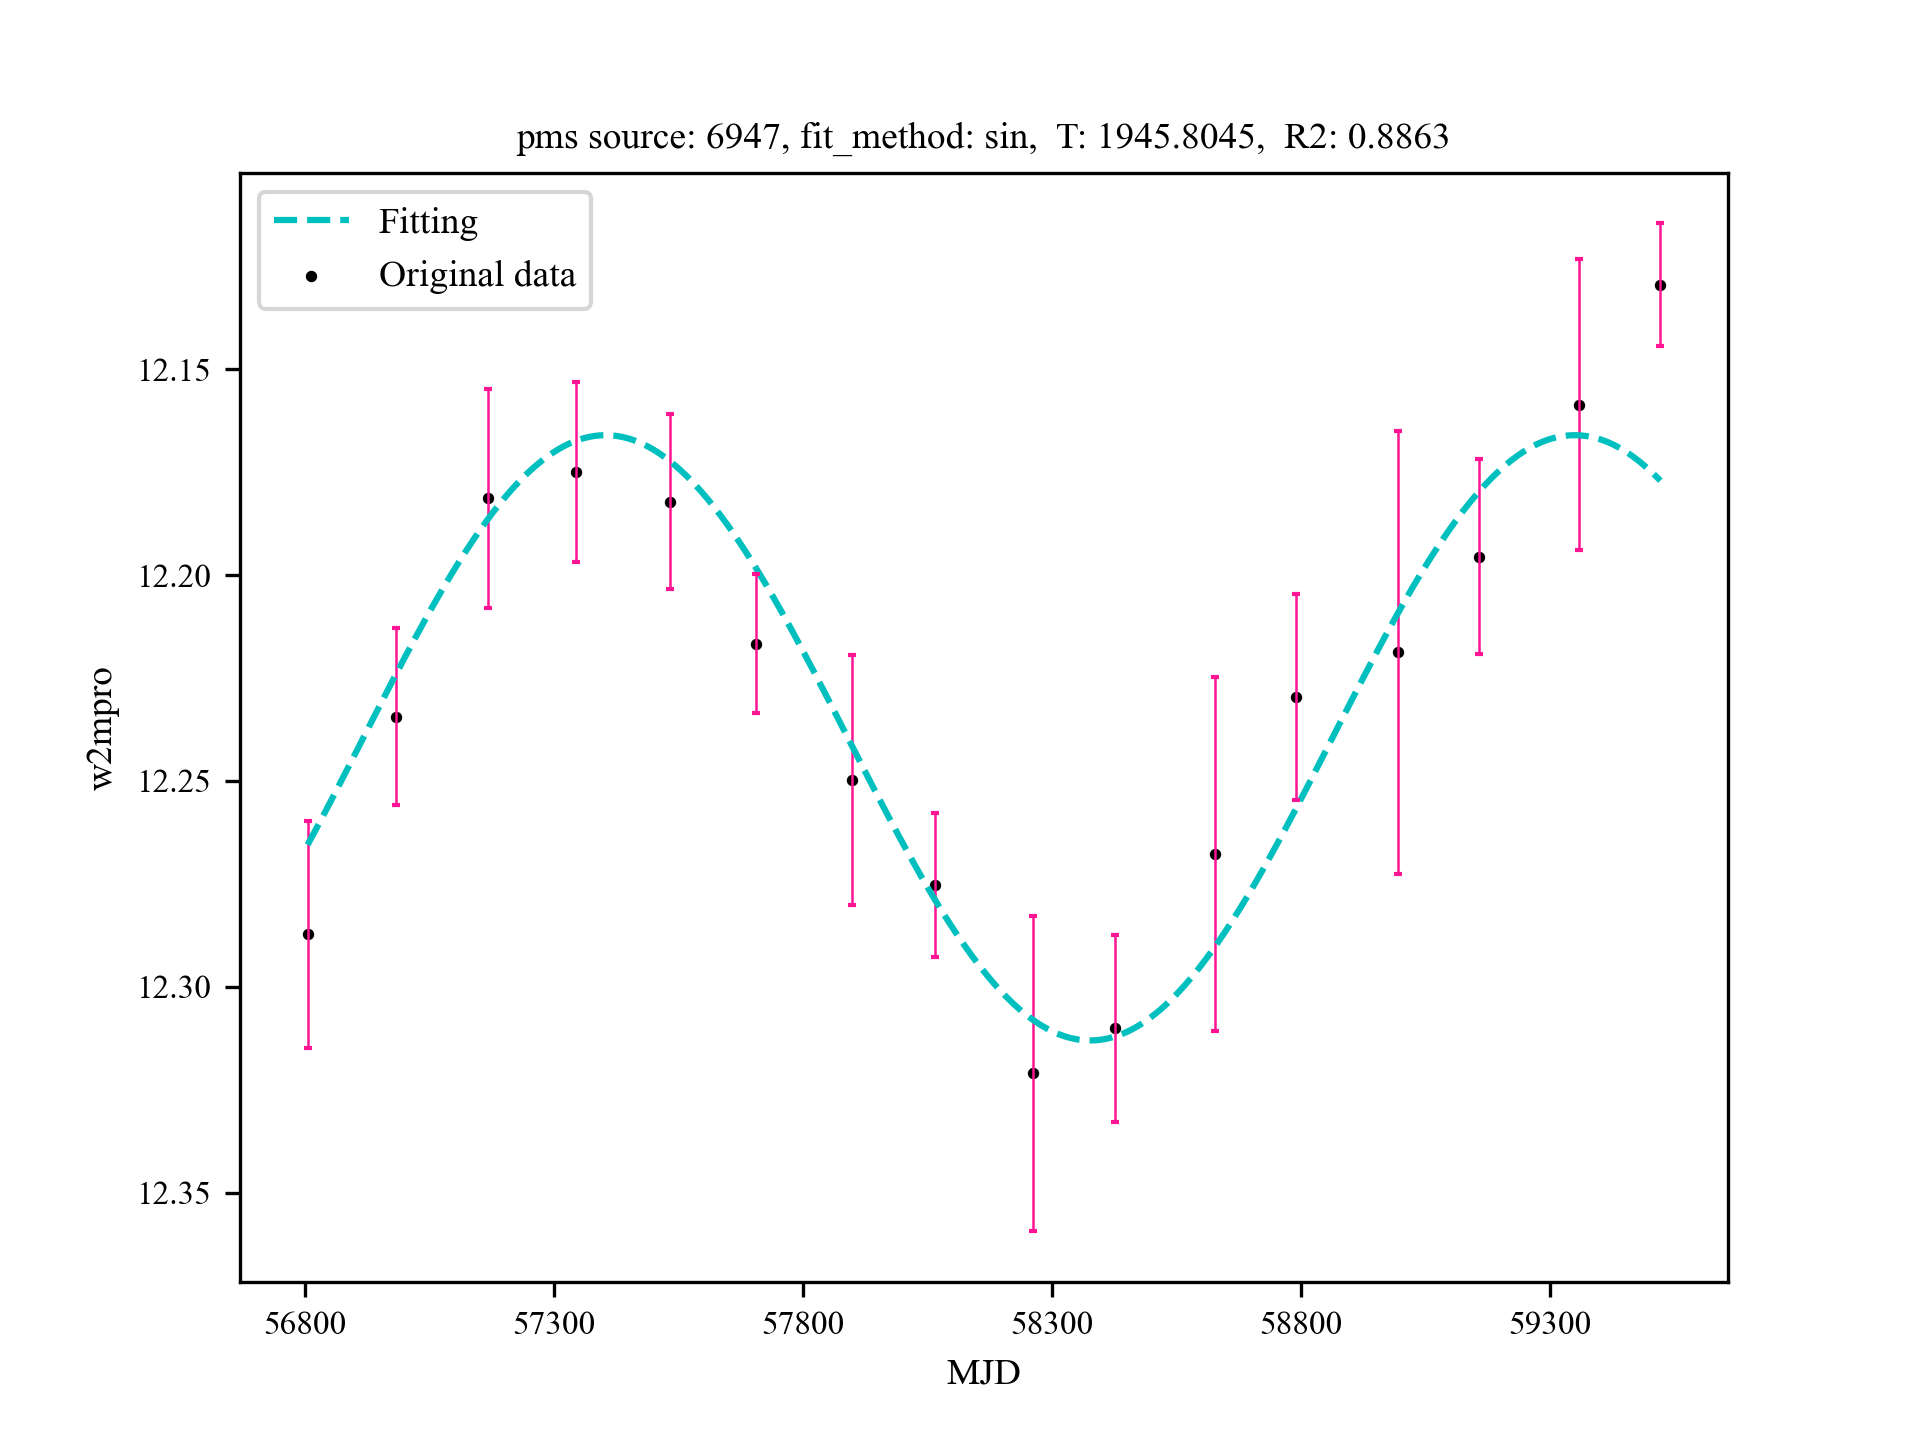 pms source: 6947, fit_method: sin,  T: 1945.8045,  R2: 0.8863
Fitting
Original data
12.15
12.20
12.25
12.30
12.35
w2mpro
56800
57300
57800
58300
58800
59300
MJD